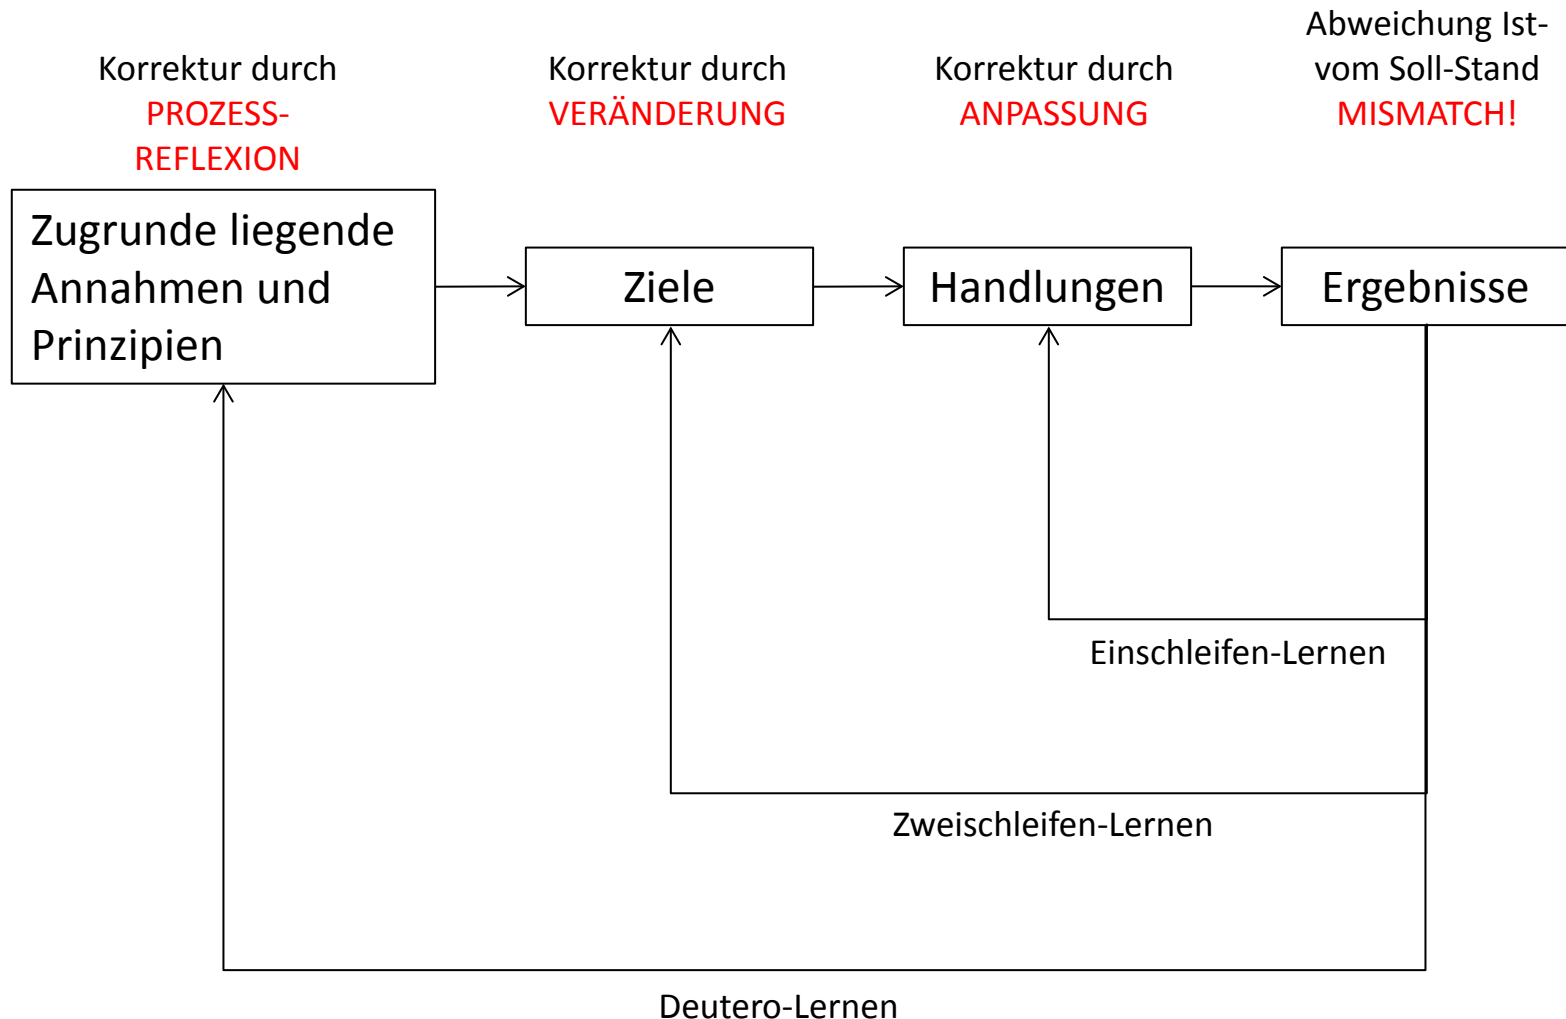 Korrektur durch
PROZESS-
REFLEXION
Korrektur durch
VERÄNDERUNG
Korrektur durch
ANPASSUNG
Abweichung Ist-
vom Soll-Stand
MISMATCH!
Zugrunde liegende
Annahmen und
Prinzipien
Ziele
Handlungen
Ergebnisse
Einschleifen-Lernen
Zweischleifen-Lernen
Deutero-Lernen